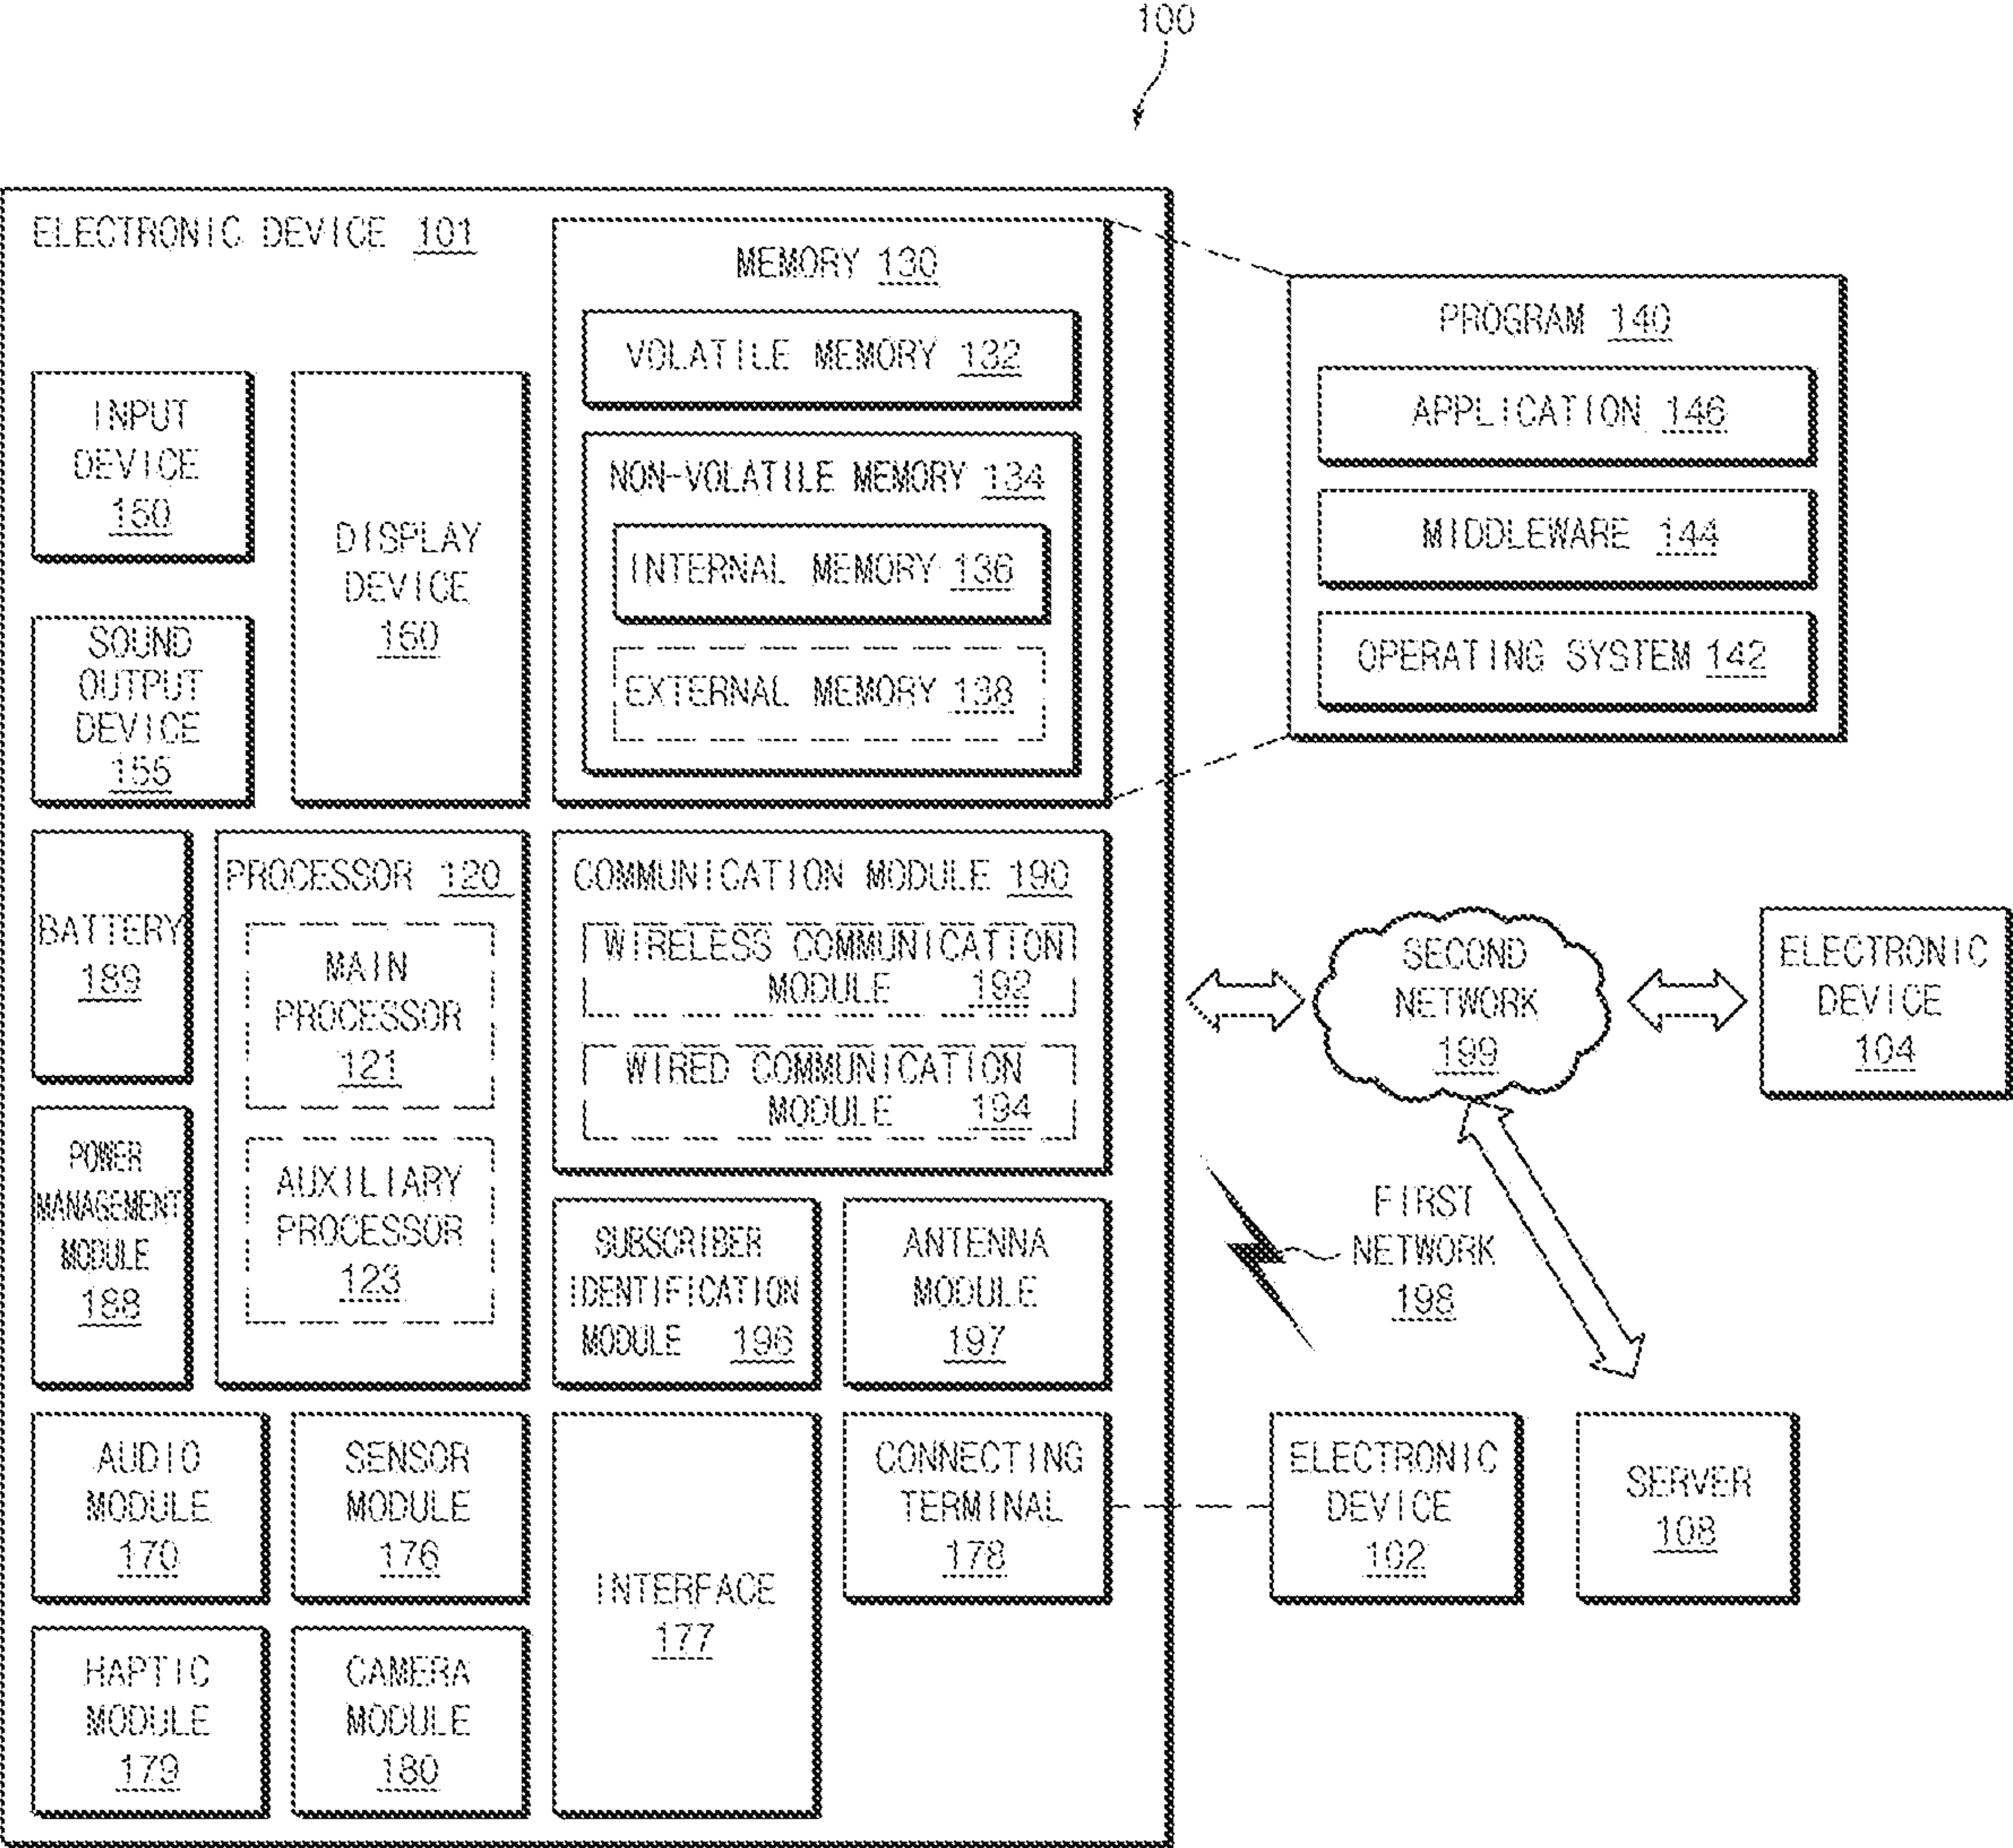 100
ELECTRONIC DEVICE 101
INPUT
DEVICE
150
SOUND
OUTPUT
DEVICE
155
DISPLAY
DEVICE
160
MEMORY 130
VOLATILE MEMORY 132
NON-VOLATILE MEMORY 134
INTERNAL MEMORY 136
EXTERNAL MEMORY 138
PROGRAM 140
APPLICATION 146
MIDDLEWARE 144
OPERATING SYSTEM 142
BATTERY
189
POWER
MANAGEMENT
MODULE
188
PROCESSOR 120
MAIN
PROCESSOR
121
AUXILIARY
PROCESSOR
123
COMMUNICATION MODULE 190
WIRELESS COMMUNICATION
MODULE 192
WIRED COMMUNICATION
MODULE 194
SUBSCRIBER
IDENTIFICATION
MODULE 196
ANTENNA
MODULE
197
SECOND
NETWORK
199
ELECTRONIC
DEVICE
104
FIRST
NETWORK
198
AUDIO
MODULE
170
SENSOR
MODULE
176
INTERFACE
177
CONNECTING
TERMINAL
178
ELECTRONIC
DEVICE
102
SERVER
108
HAPTIC
MODULE
179
CAMERA
MODULE
180